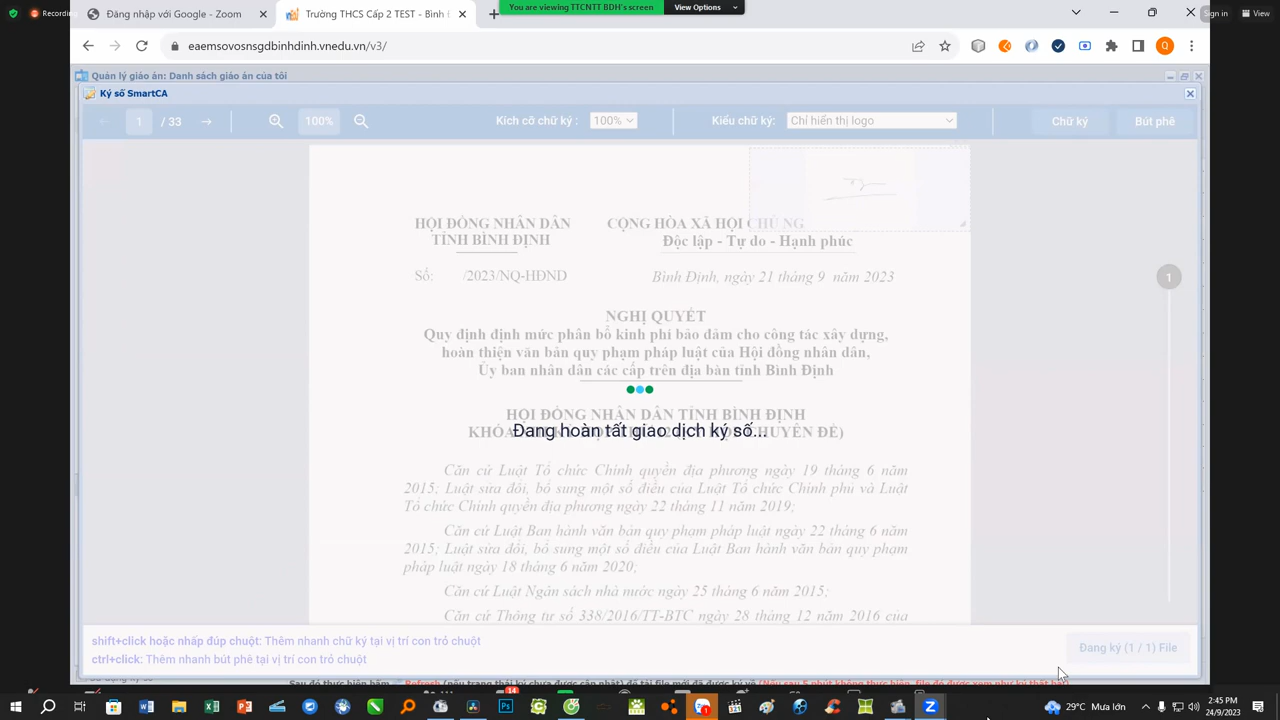 Recording
Đăng nhập với Google - Zoom
Trường THCS Cấp 2 TEST - Bình Đ
You are viewing TTCNTT BDH's screen
View Options
Sign in
View
eaemsovosnsgdbinhdinh.vnedu.vn/v3/
Q
Quản lý giáo án: Danh sách giáo án của tôi
Ký số SmartCA
1 / 33
100%
Kích cỡ chữ ký : 100%
Kiểu chữ ký: Chỉ hiển thị logo
Chữ ký
Bút phê
HỘI ĐỒNG NHÂN DÂN
TỈNH BÌNH ĐỊNH
CỘNG HÒA XÃ HỘI CHỦ NG
Độc lập - Tự do - Hạnh phúc
Số: /2023/NQ-HĐND
Bình Định, ngày 21 tháng 9 năm 2023
1
NGHỊ QUYẾT
Quy định định mức phân bổ kinh phí bảo đảm cho công tác xây dựng,
hoàn thiện văn bản quy phạm pháp luật của Hội đồng nhân dân,
Ủy ban nhân dân các cấp trên địa bàn tỉnh Bình Định
HỘI ĐỒNG NHÂN DÂN TỈNH BÌNH ĐỊNH
Đang hoàn tất giao dịch ký số...
Căn cứ Luật Tổ chức Chính quyền địa phương ngày 19 tháng 6 năm
2015; Luật sửa đổi, bổ sung một số điều của Luật Tổ chức Chính phủ và Luật
Tổ chức Chính quyền địa phương ngày 22 tháng 11 năm 2019;
Căn cứ Luật Ban hành văn bản quy phạm pháp luật ngày 22 tháng 6 năm
2015; Luật sửa đổi, bổ sung một số điều của Luật Ban hành văn bản quy phạm
pháp luật ngày 18 tháng 6 năm 2020;
Căn cứ Luật Ngân sách nhà nước ngày 25 tháng 6 năm 2015;
Căn cứ Thông tư số 338/2016/TT-BTC ngày 28 tháng 12 năm 2016 của
shift+click hoặc nhấp đúp chuột: Thêm nhanh chữ ký tại vị trí con trỏ chuột
ctrl+click: Thêm nhanh bút phê tại vị trí con trỏ chuột
Đang ký (1 / 1) File
33°C Mưa lớn
2:45 PM
24/9/2023